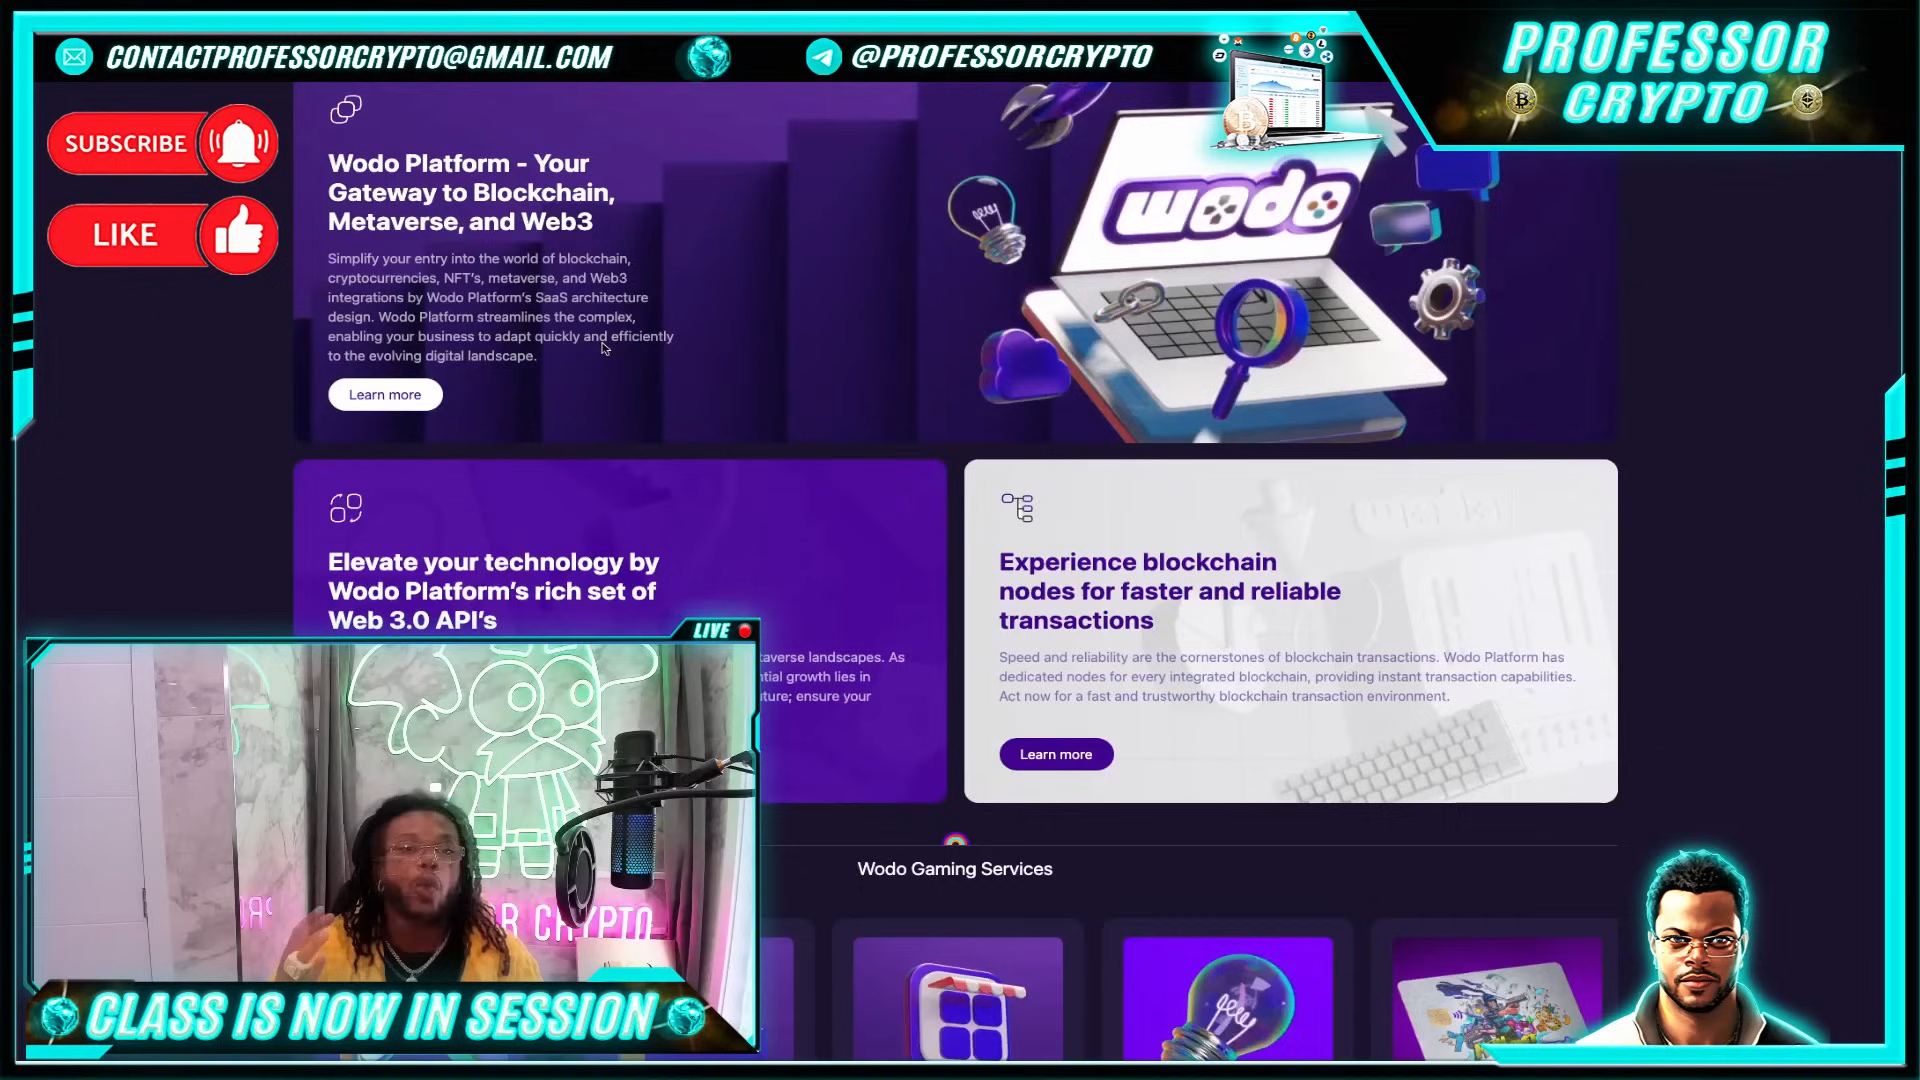 CONTACTPROFESSORCRYPTO@GMAIL.COM
@PROFESSORCRYPTO
PROFESSOR
CRYPTO
SUBSCRIBE
LIKE
Wodo Platform - Your
Gateway to Blockchain,
Metaverse, and Web3
Simplify your entry into the world of blockchain,
cryptocurrencies, NFT's, metaverse, and Web3
integrations by Wodo Platform's SaaS architecture
design. Wodo Platform streamlines the complex,
enabling your business to adapt quickly and efficiently
to the evolving digital landscape.
Learn more
wodo
Elevate your technology by
Wodo Platform's rich set of
Web 3.0 API's
landscapes. As
growth lies in
ensure your
Experience blockchain
nodes for faster and reliable
transactions
Speed and reliability are the cornerstones of blockchain transactions. Wodo Platform has
dedicated nodes for every integrated blockchain, providing instant transaction capabilities.
Act now for a fast and trustworthy blockchain transaction environment.
Learn more
Wodo Gaming Services
LIVE
CRYPTO
CLASS IS NOW IN SESSION